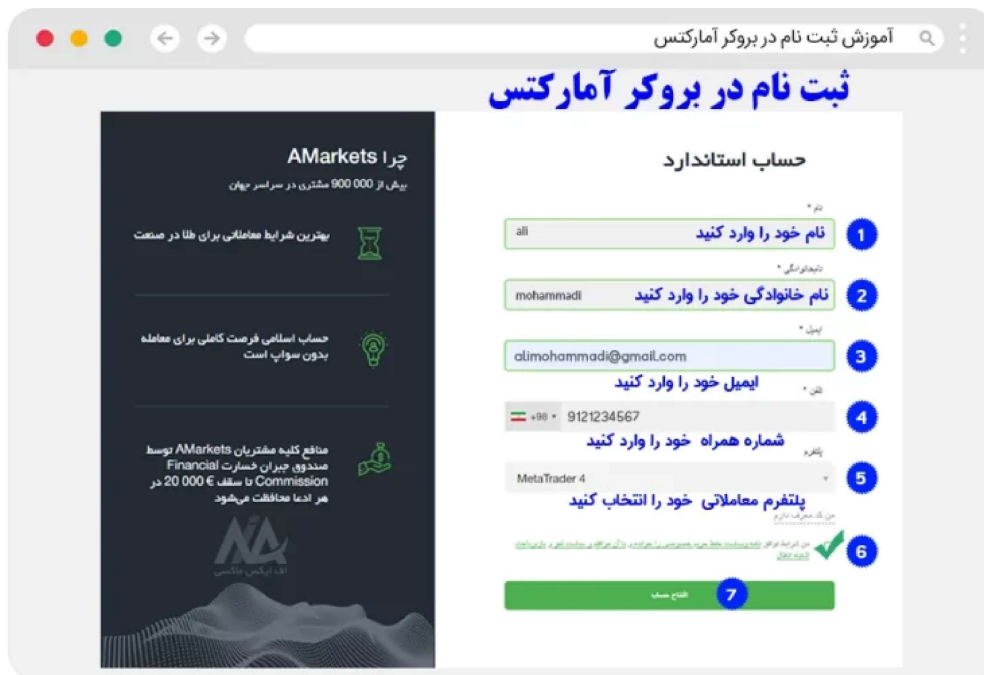 آموزش ثبت نام در بروکر آمارکتس
ثبت نام در بروکر آمارکتس
حساب استاندارد
نام *
ali
نام خود را وارد کنید
1
نام‌خانوادگی *
mohammadi
نام خانوادگی خود را وارد کنید
2
ایمیل *
alimohammadi@gmail.com
3
ایمیل خود را وارد کنید
تلفن *
+98
9121234567
4
شماره همراه خود را وارد کنید
پلتفرم
MetaTrader 4
5
پلتفرم معاملاتی خود را انتخاب کنید
من کد معرف دارم
6
افتتاح حساب
7
چرا AMarkets
بیش از 000 900 مشتری در سراسر جهان
بهترین شرایط معاملاتی برای طلا در صنعت
حساب اسلامی فرصت کاملی برای معامله
بدون سواپ است
منافع کلیه مشتریان AMarkets توسط
صندوق جبران خسارت Financial
Commission تا سقف € 000 20 در
هر ادعا محافظت می‌شود
اف ایکس ماکسی